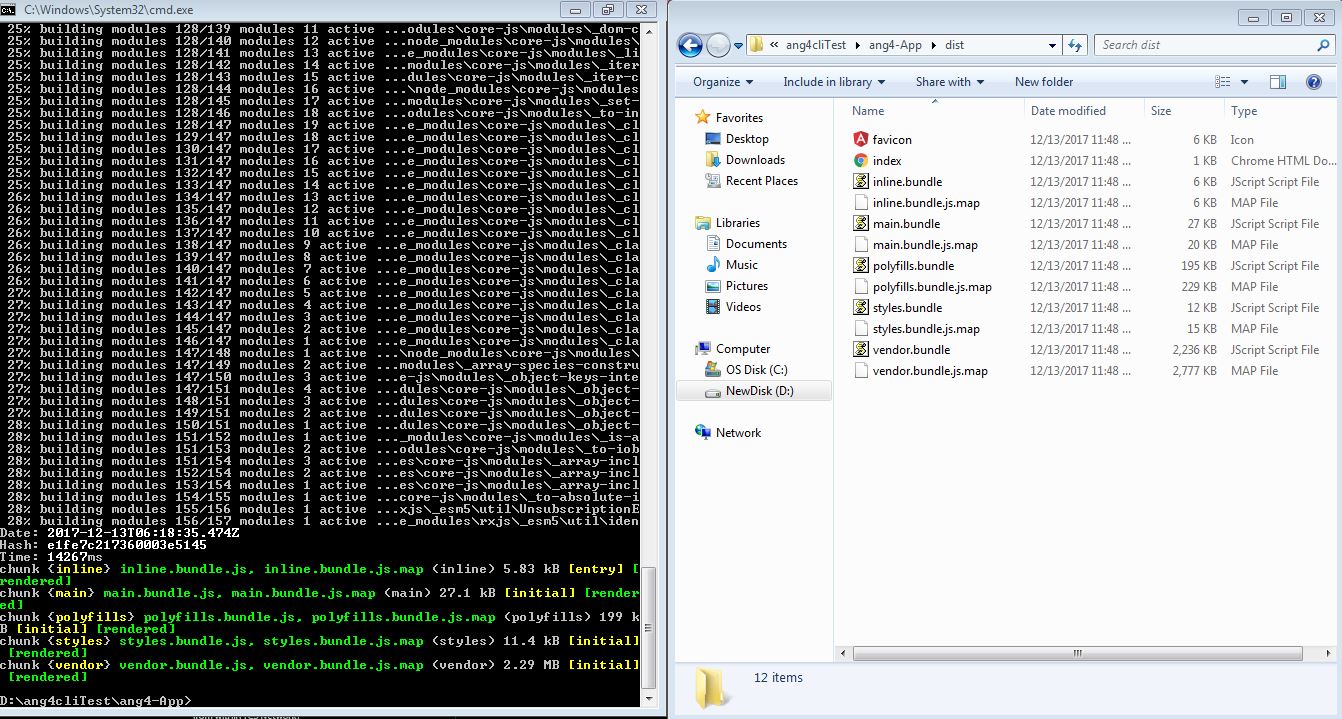 C:\Windows\System32\cmd.exe
25% building modules 128/139 modules 11 active ...odules\core-js\modules\_dom-c
25% building modules 128/140 modules 12 active ...node_modules\core-js\modules\
25% building modules 128/141 modules 13 active ...e_modules\core-js\modules\_li
25% building modules 128/142 modules 14 active ...-modules\core-js\modules\_iter
25% building modules 128/143 modules 15 active ...dules\core-js\modules\_iter-c
25% building modules 128/144 modules 16 active ...\node_modules\core-js\modules
25% building modules 128/145 modules 17 active ...odules\core-js\modules\_set-
25% building modules 128/146 modules 18 active ...odules\core-js\modules\_to-in
25% building modules 128/147 modules 19 active ...e_modules\core-js\modules\_cl
25% building modules 129/147 modules 18 active ...e_modules\core-js\modules\_cl
25% building modules 130/147 modules 17 active ...e_modules\core-js\modules\_cl
25% building modules 131/147 modules 16 active ...e_modules\core-js\modules\_cl
25% building modules 132/147 modules 15 active ...e_modules\core-js\modules\_cl
25% building modules 133/147 modules 14 active ...e_modules\core-js\modules\_cl
25% building modules 134/147 modules 13 active ...e_modules\core-js\modules\_cl
26% building modules 135/147 modules 12 active ...e_modules\core-js\modules\_cl
26% building modules 136/147 modules 11 active ...e_modules\core-js\modules\_cl
26% building modules 137/147 modules 10 active ...e_modules\core-js\modules\_cl
26% building modules 138/147 modules 9 active ...e_modules\core-js\modules\_cla
26% building modules 139/147 modules 8 active ...e_modules\core-js\modules\_cla
26% building modules 140/147 modules 7 active ...e_modules\core-js\modules\_cla
26% building modules 141/147 modules 6 active ...e_modules\core-js\modules\_cla
27% building modules 142/147 modules 5 active ...e_modules\core-js\modules\_cla
27% building modules 143/147 modules 4 active ...e_modules\core-js\modules\_cla
27% building modules 144/147 modules 3 active ...e_modules\core-js\modules\_cla
27% building modules 145/147 modules 2 active ...e_modules\core-js\modules\_cla
27% building modules 146/147 modules 1 active ...e_modules\core-js\modules\_cla
27% building modules 147/148 modules 1 active ...\node_modules\core-js\modules\
27% building modules 147/149 modules 2 active ...modules\_array-species-constru
27% building modules 147/150 modules 3 active ...e-js\modules\_object-keys-inte
27% building modules 147/151 modules 4 active ...dules\core-js\modules\_object-
27% building modules 148/151 modules 3 active ...dules\core-js\modules\_object-
27% building modules 149/151 modules 2 active ...dules\core-js\modules\_object-
28% building modules 150/151 modules 1 active ...dules\core-js\modules\_object-
28% building modules 151/152 modules 1 active ..._modules\core-js\modules\_is-a
28% building modules 151/153 modules 2 active ...odules\core-js\modules\_to-iob
28% building modules 151/154 modules 3 active ...es\core-js\modules\_array-incl
28% building modules 152/154 modules 2 active ...es\core-js\modules\_array-incl
28% building modules 153/154 modules 1 active ...es\core-js\modules\_array-incl
28% building modules 154/155 modules 1 active ...core-js\modules\_to-absolute-i
28% building modules 155/156 modules 1 active ...xjs\_esm5\util\UnsubscriptionE
28% building modules 156/157 modules 1 active ...e_modules\rxjs\_esm5\util\iden
Date: 2017-12-13T06:18:35.474Z
Hash: e1fe7c217360003e5145
Time: 14267ms
chunk {inline} inline.bundle.js, inline.bundle.js.map (inline) 5.83 kB [entry] [
rendered]
chunk {main} main.bundle.js, main.bundle.js.map (main) 27.1 kB [initial] [render
ed]
chunk {polyfills} polyfills.bundle.js, polyfills.bundle.js.map (polyfills) 199 k
B [initial] [rendered]
chunk {styles} styles.bundle.js, styles.bundle.js.map (styles) 11.4 kB [initial]
[rendered]
chunk {vendor} vendor.bundle.js, vendor.bundle.js.map (vendor) 2.29 MB [initial]
[rendered]
D:\ang4cliTest\ang4-App>
« ang4cliTest ang4-App dist
Search dist
Organize Include in library Share with New folder
Favorites
Desktop
Downloads
Recent Places
Libraries
Documents
Music
Pictures
Videos
Computer
OS Disk (C:)
NewDisk (D:)
Network
Name Date modified Size Type
favicon 12/13/2017 11:48 ... 6 KB Icon
index 12/13/2017 11:48 ... 1 KB Chrome HTML Do...
inline.bundle 12/13/2017 11:48 ... 6 KB JScript Script File
inline.bundle.js.map 12/13/2017 11:48 ... 6 KB MAP File
main.bundle 12/13/2017 11:48 ... 27 KB JScript Script File
main.bundle.js.map 12/13/2017 11:48 ... 20 KB MAP File
polyfills.bundle 12/13/2017 11:48 ... 195 KB JScript Script File
polyfills.bundle.js.map 12/13/2017 11:48 ... 229 KB MAP File
styles.bundle 12/13/2017 11:48 ... 12 KB JScript Script File
styles.bundle.js.map 12/13/2017 11:48 ... 15 KB MAP File
vendor.bundle 12/13/2017 11:48 ... 2,236 KB JScript Script File
vendor.bundle.js.map 12/13/2017 11:48 ... 2,777 KB MAP File
12 items